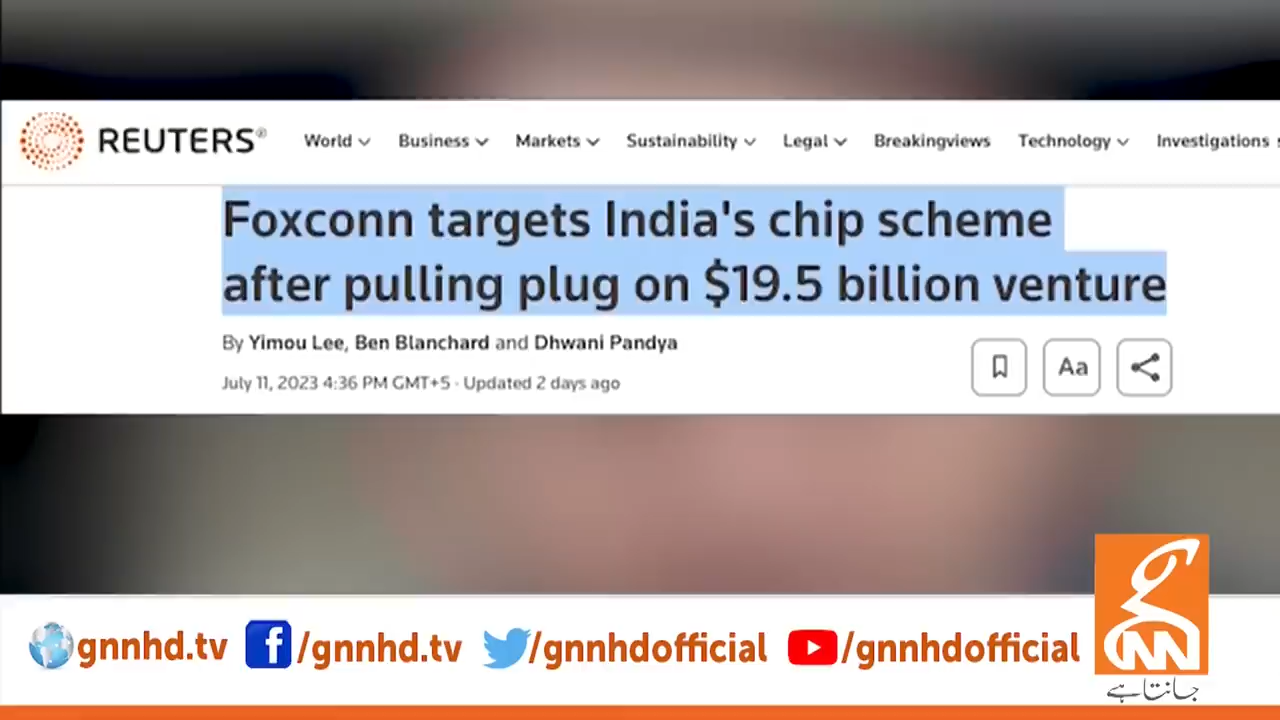 REUTERS®
World Business Markets Sustainability Legal Breakingviews Technology Investigations
Foxconn targets India's chip scheme
after pulling plug on $19.5 billion venture
By Yimou Lee, Ben Blanchard and Dhwani Pandya
July 11, 2023 4:36 PM GMT+5 · Updated 2 days ago
Aa
gnnhd.tv /gnnhd.tv /gnnhdofficial /gnnhdofficial
GNN
جانتا ہے